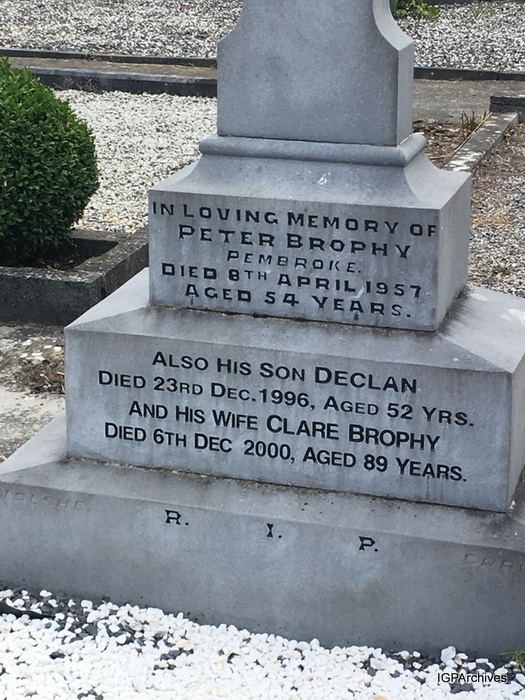 IN LOVING MEMORY OF
PETER BROPHY
PEMBROKE.
DIED 8TH APRIL 1957
AGED 54 YEARS.
ALSO HIS SON DECLAN
DIED 23RD DEC. 1996, AGED 52 YRS.
AND HIS WIFE CLARE BROPHY
DIED 6TH DEC 2000, AGED 89 YEARS.
R. I. P.
IGPArchives